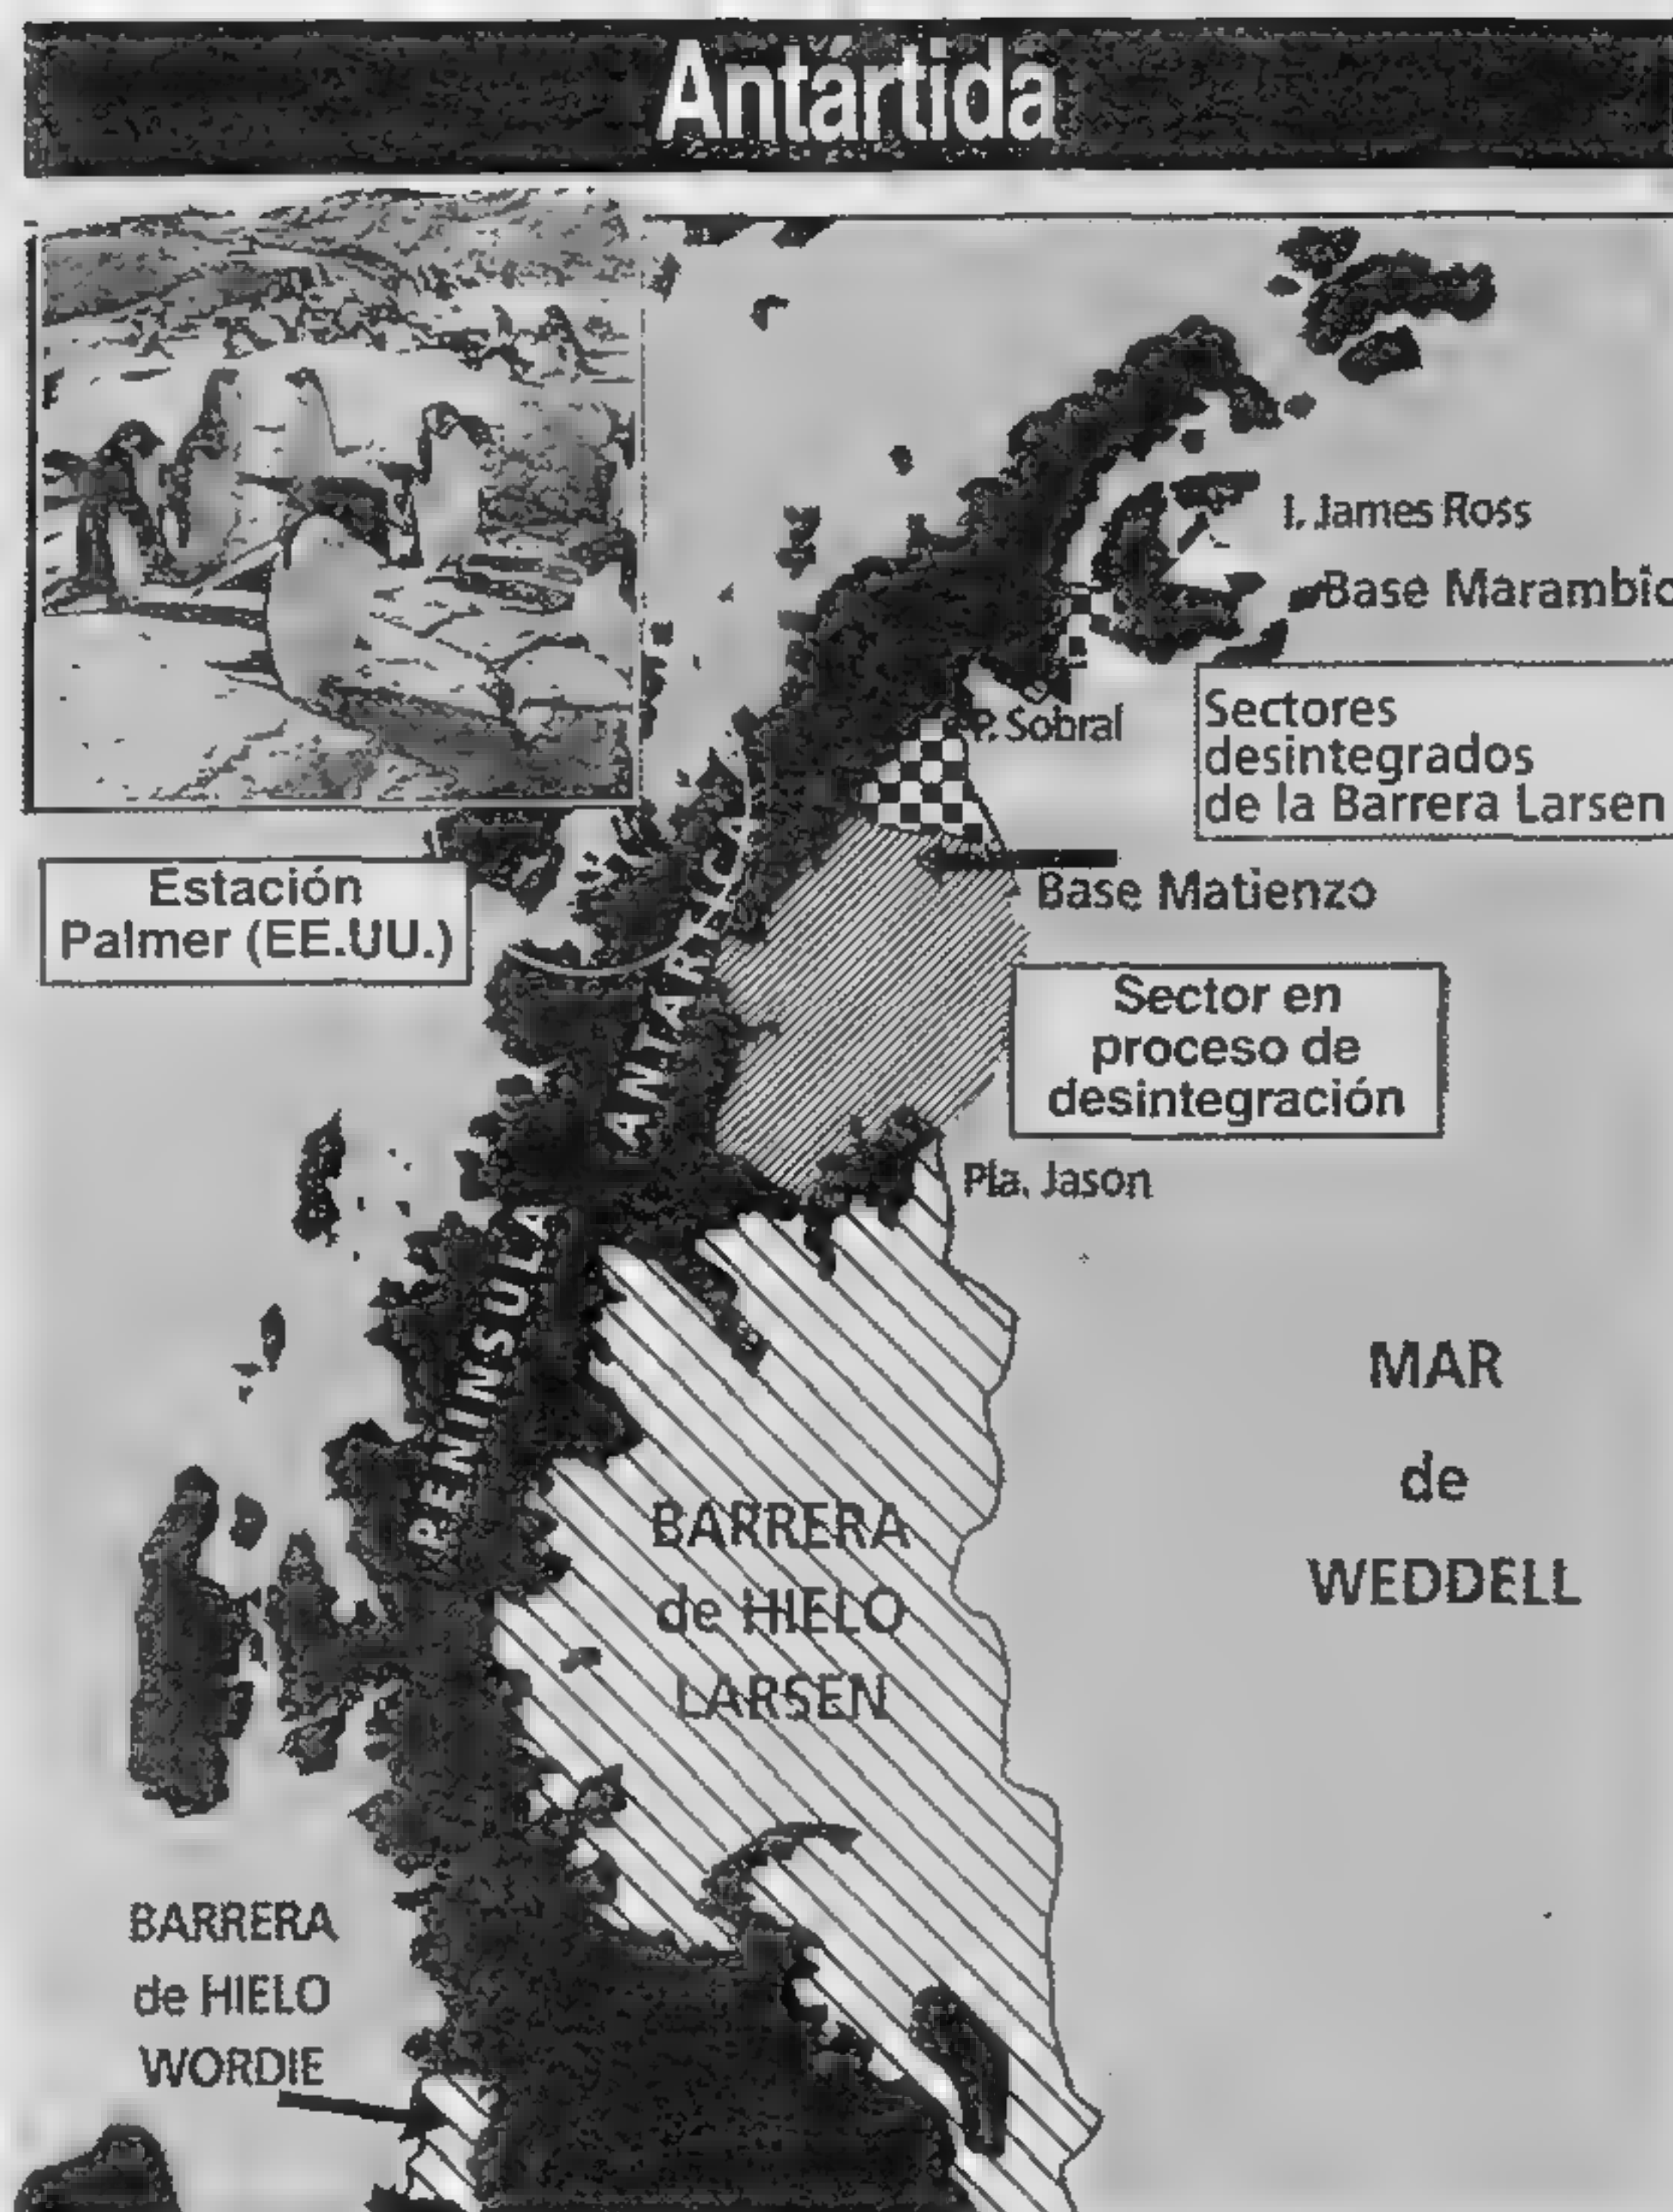 Antartida
I. James Ross
Base Marambio
P. Sobral
Sectores
desintegrados
de la Barrera Larsen
Estación
Palmer (EE.UU.)
Base Matienzo
Sector en
proceso de
desintegración
PENINSULA ANTARTICA
Pla. Jason
MAR
de
WEDDELL
BARRERA
de HIELO
LARSEN
BARRERA
de HIELO
WORDIE